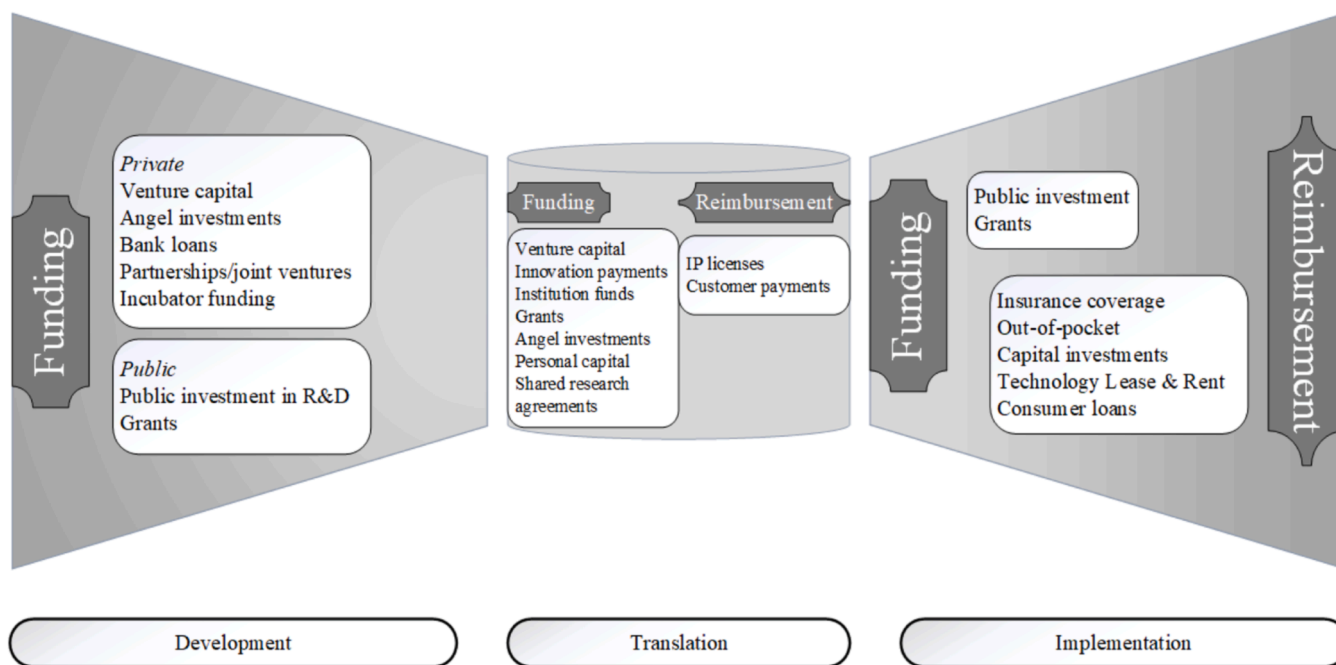 Funding
Private
Venture capital
Angel investments
Bank loans
Partnerships/joint ventures
Incubator funding
Public
Public investment in R&D
Grants
Funding
Venture capital
Innovation payments
Institution funds
Grants
Angel investments
Personal capital
Shared research
agreements
Reimbursement
IP licenses
Customer payments
Funding
Public investment
Grants
Insurance coverage
Out-of-pocket
Capital investments
Technology Lease & Rent
Consumer loans
Reimbursement
Development
Translation
Implementation